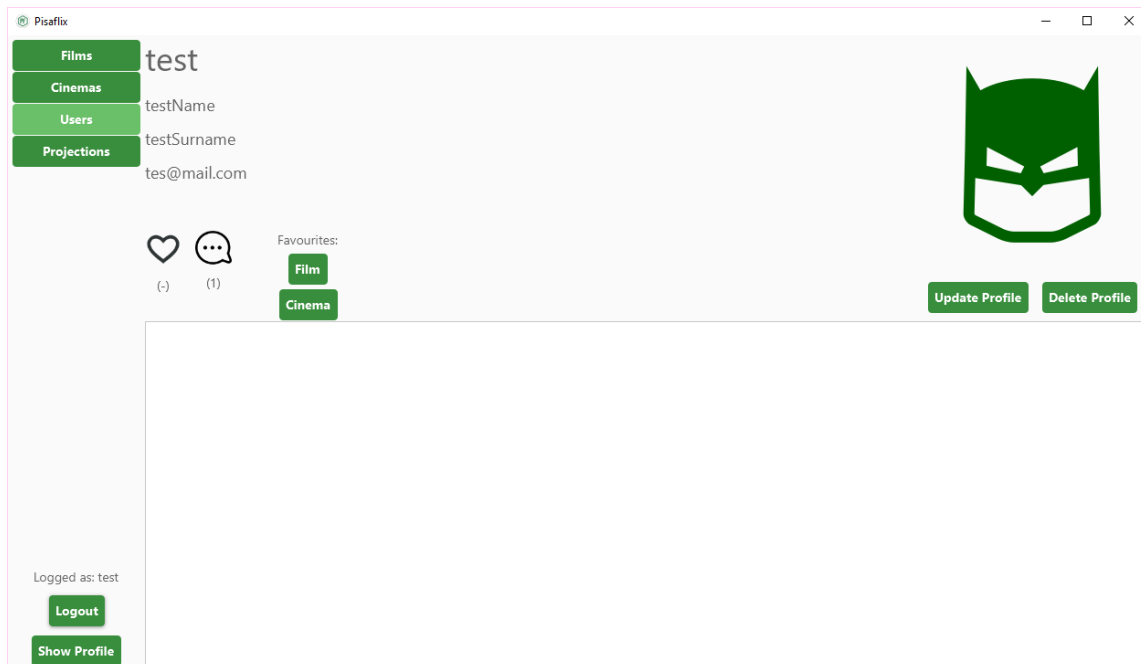 Pisaflix
Films
Cinemas
Users
Projections
test
testName
testSurname
tes@mail.com
(-)
(1)
Favourites:
Film
Cinema
Update Profile
Delete Profile
Logged as: test
Logout
Show Profile